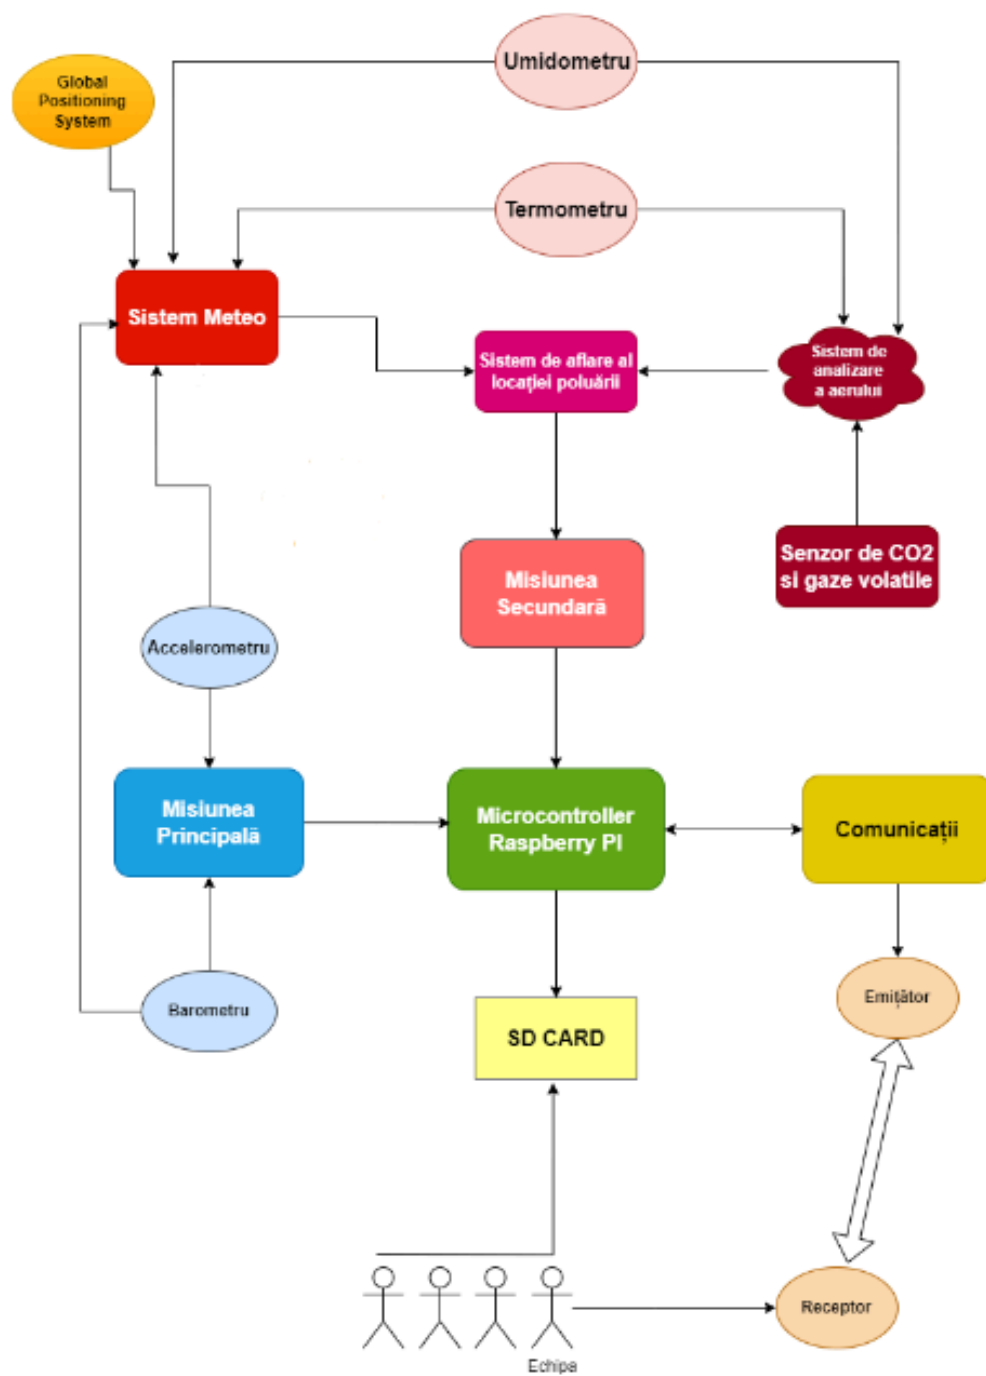 Umidometru
Global
Positioning
System
Termometru
Sistem Meteo
Sistem de aflare al
locației poluării
Sistem de
analizare
a aerului
Senzor de CO2
si gaze volatile
Misiunea
Secundară
Accelerometru
Misiunea
Principală
Microcontroller
Raspberry PI
Comunicații
Barometru
Emițător
SD CARD
Receptor
Echipa